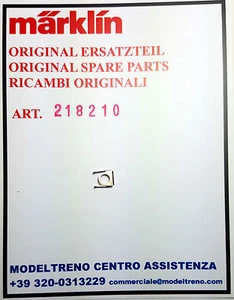 märklin
ORIGINAL ERSATZTEIL
ORIGINAL SPARE PARTS
RICAMBI ORIGINALI
ART. 218210
MODELTRENO CENTRO ASSISTENZA
+39 320-0313229 commerciale@modeltreno.com